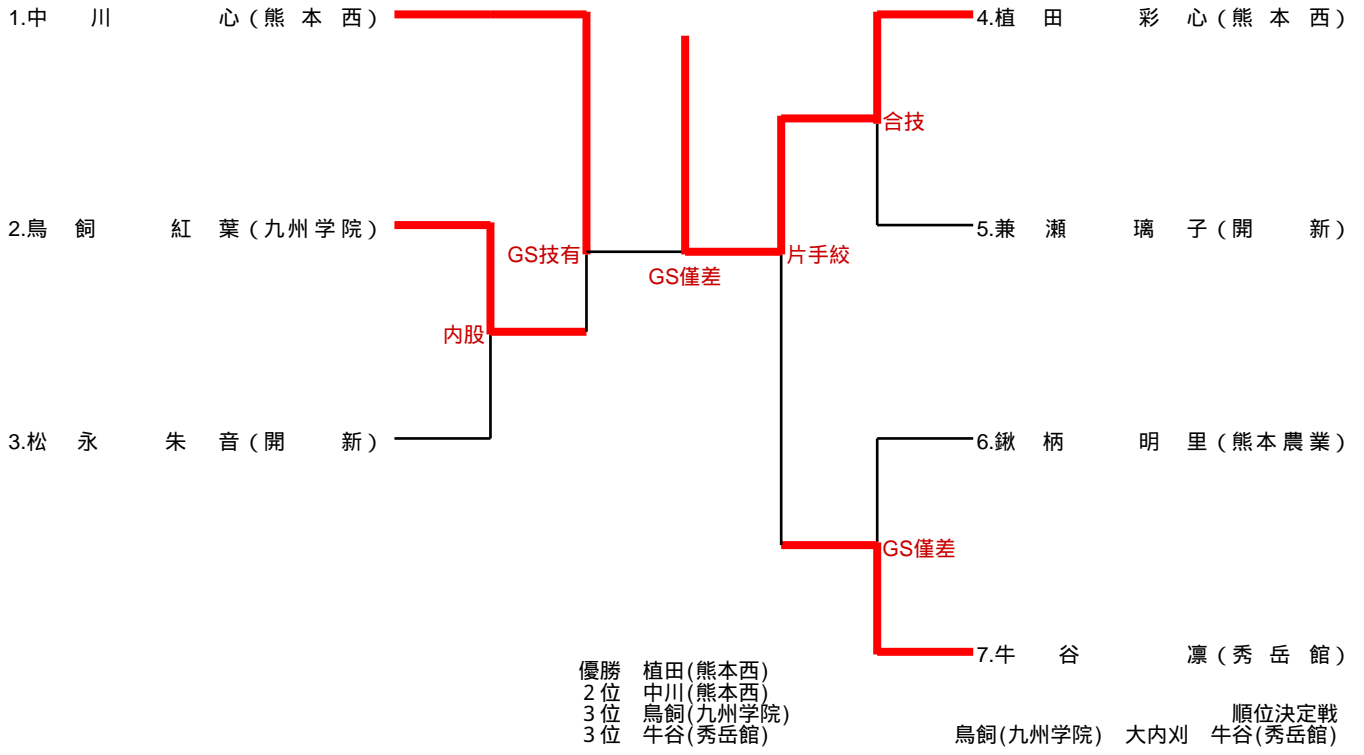 1.中川 心(熊本西)
4.植田 彩心(熊本西)
合技
2.鳥飼 紅葉(九州学院)
5.兼瀬 璃子(開新)
GS技有
片手絞
GS僅差
内股
3.松永 朱音(開新)
6.鍬柄 明里(熊本農業)
GS僅差
7.牛谷 凛(秀岳館)
優勝 植田(熊本西)
2位 中川(熊本西)
3位 鳥飼(九州学院)
3位 牛谷(秀岳館)
順位決定戦
鳥飼(九州学院) 大内刈 牛谷(秀岳館)